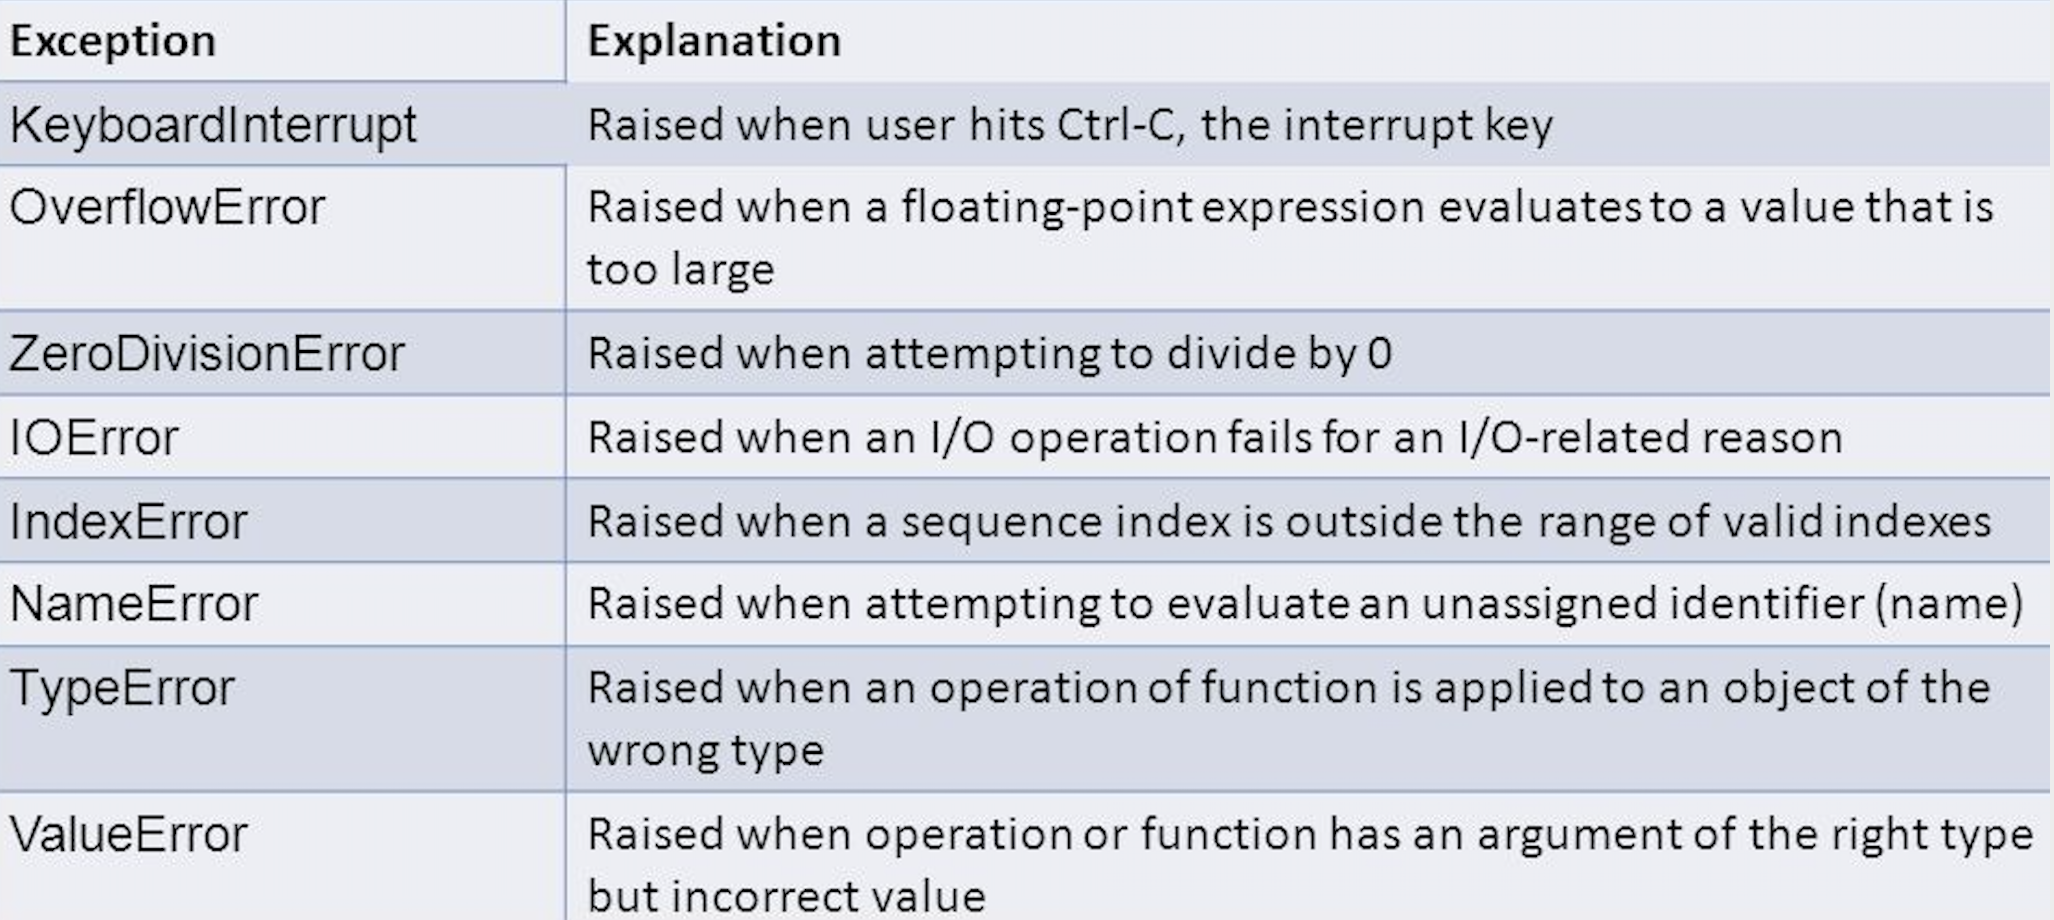 Exception Explanation
KeyboardInterrupt Raised when user hits Ctrl-C, the interrupt key
OverflowError Raised when a floating-point expression evaluates to a value that is
too large
ZeroDivisionError Raised when attempting to divide by 0
IOError Raised when an I/O operation fails for an I/O-related reason
IndexError Raised when a sequence index is outside the range of valid indexes
NameError Raised when attempting to evaluate an unassigned identifier (name)
TypeError Raised when an operation of function is applied to an object of the
wrong type
ValueError Raised when operation or function has an argument of the right type
but incorrect value